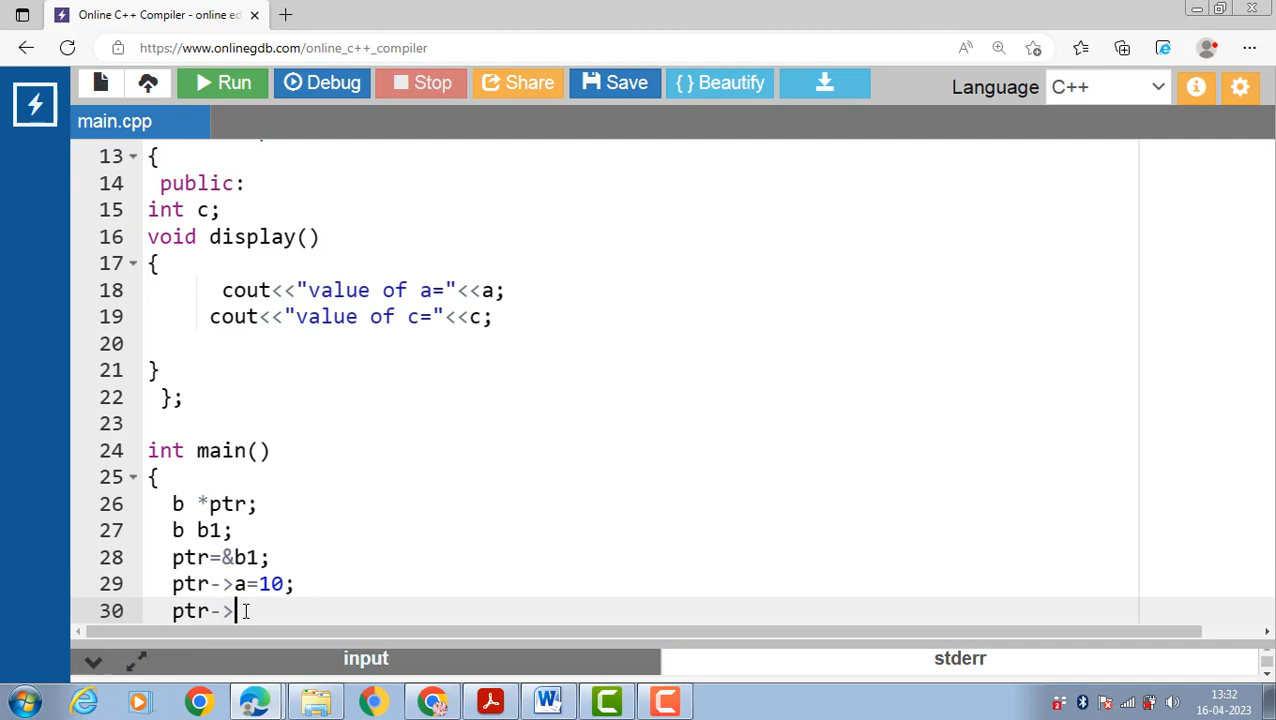 Online C++ Compiler - online ed
https://www.onlinegdb.com/online_c++_compiler
Run Debug Stop Share Save { } Beautify Language C++
main.cpp
13 {
14 public:
15 int c;
16 void display()
17 {
18 cout<<"value of a="<<a;
19 cout<<"value of c="<<c;
20
21 }
22 };
23
24 int main()
25 {
26 b *ptr;
27 b b1;
28 ptr=&b1;
29 ptr->a=10;
30 ptr->
input stderr
13:32
16-04-2023